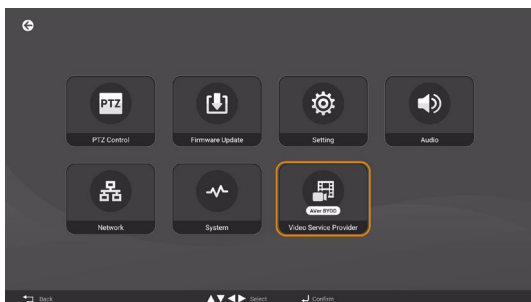 PTZ
PTZ Control
Firmware Update
Setting
Audio
AVer BYOD
Network
System
Video Service Provider
Back
Select
Confirm